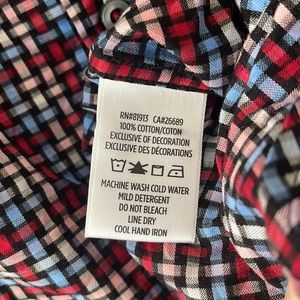 RN#81913 CA#26689
100% COTTON/COTON
EXCLUSIVE OF DECORATION
EXCLUSIVE DES DÉCORATIONS
MACHINE WASH COLD WATER
MILD DETERGENT
DO NOT BLEACH
LINE DRY
COOL HAND IRON